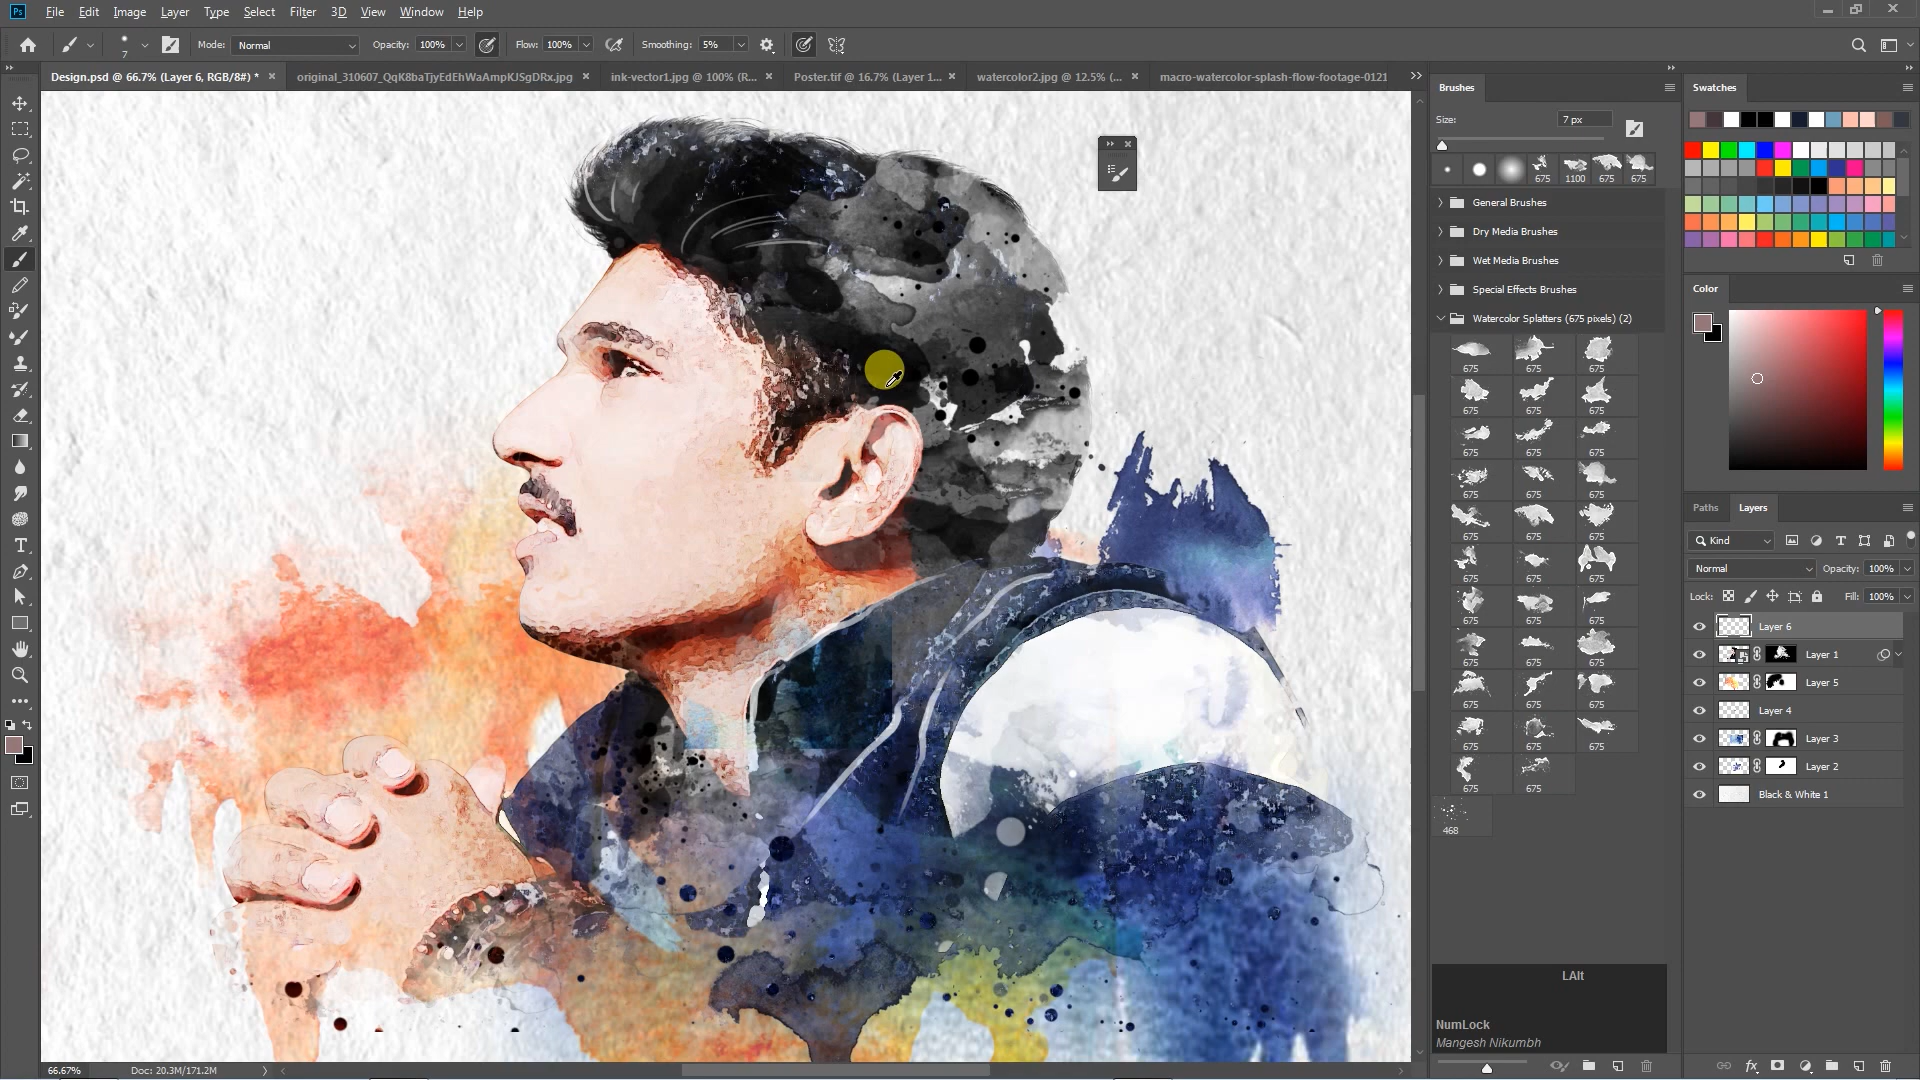 Ps File Edit Image Layer Type Select Filter 3D View Window Help
7 Mode: Normal Opacity: 100% Flow: 100% Smoothing: 5%
Design.psd @ 66.7% (Layer 6, RGB/8#) * original_310607_QqK8baTjyEdEhWaAmpKJSgDRx.jpg ink-vector1.jpg @ 100% (R... Poster.tif @ 16.7% (Layer 1... watercolor2.jpg @ 12.5% (... macro-watercolor-splash-flow-footage-0121
Brushes
Size: 7 px
675 1100 675 675
General Brushes
Dry Media Brushes
Wet Media Brushes
Special Effects Brushes
Watercolor Splatters (675 pixels) (2)
675 675 675
675 675 675
675 675 675
675 675 675
675 675 675
675 675 675
675 675 675
675 675 675
675 675 675
675 675 675
675 675
468
LAlt
NumLock
Mangesh Nikumbh
Swatches
Color
Paths Layers
Kind
Normal Opacity: 100%
Lock: Fill: 100%
Layer 6
Layer 1
Layer 5
Layer 4
Layer 3
Layer 2
Black & White 1
66.67% Doc: 20.3M/171.2M